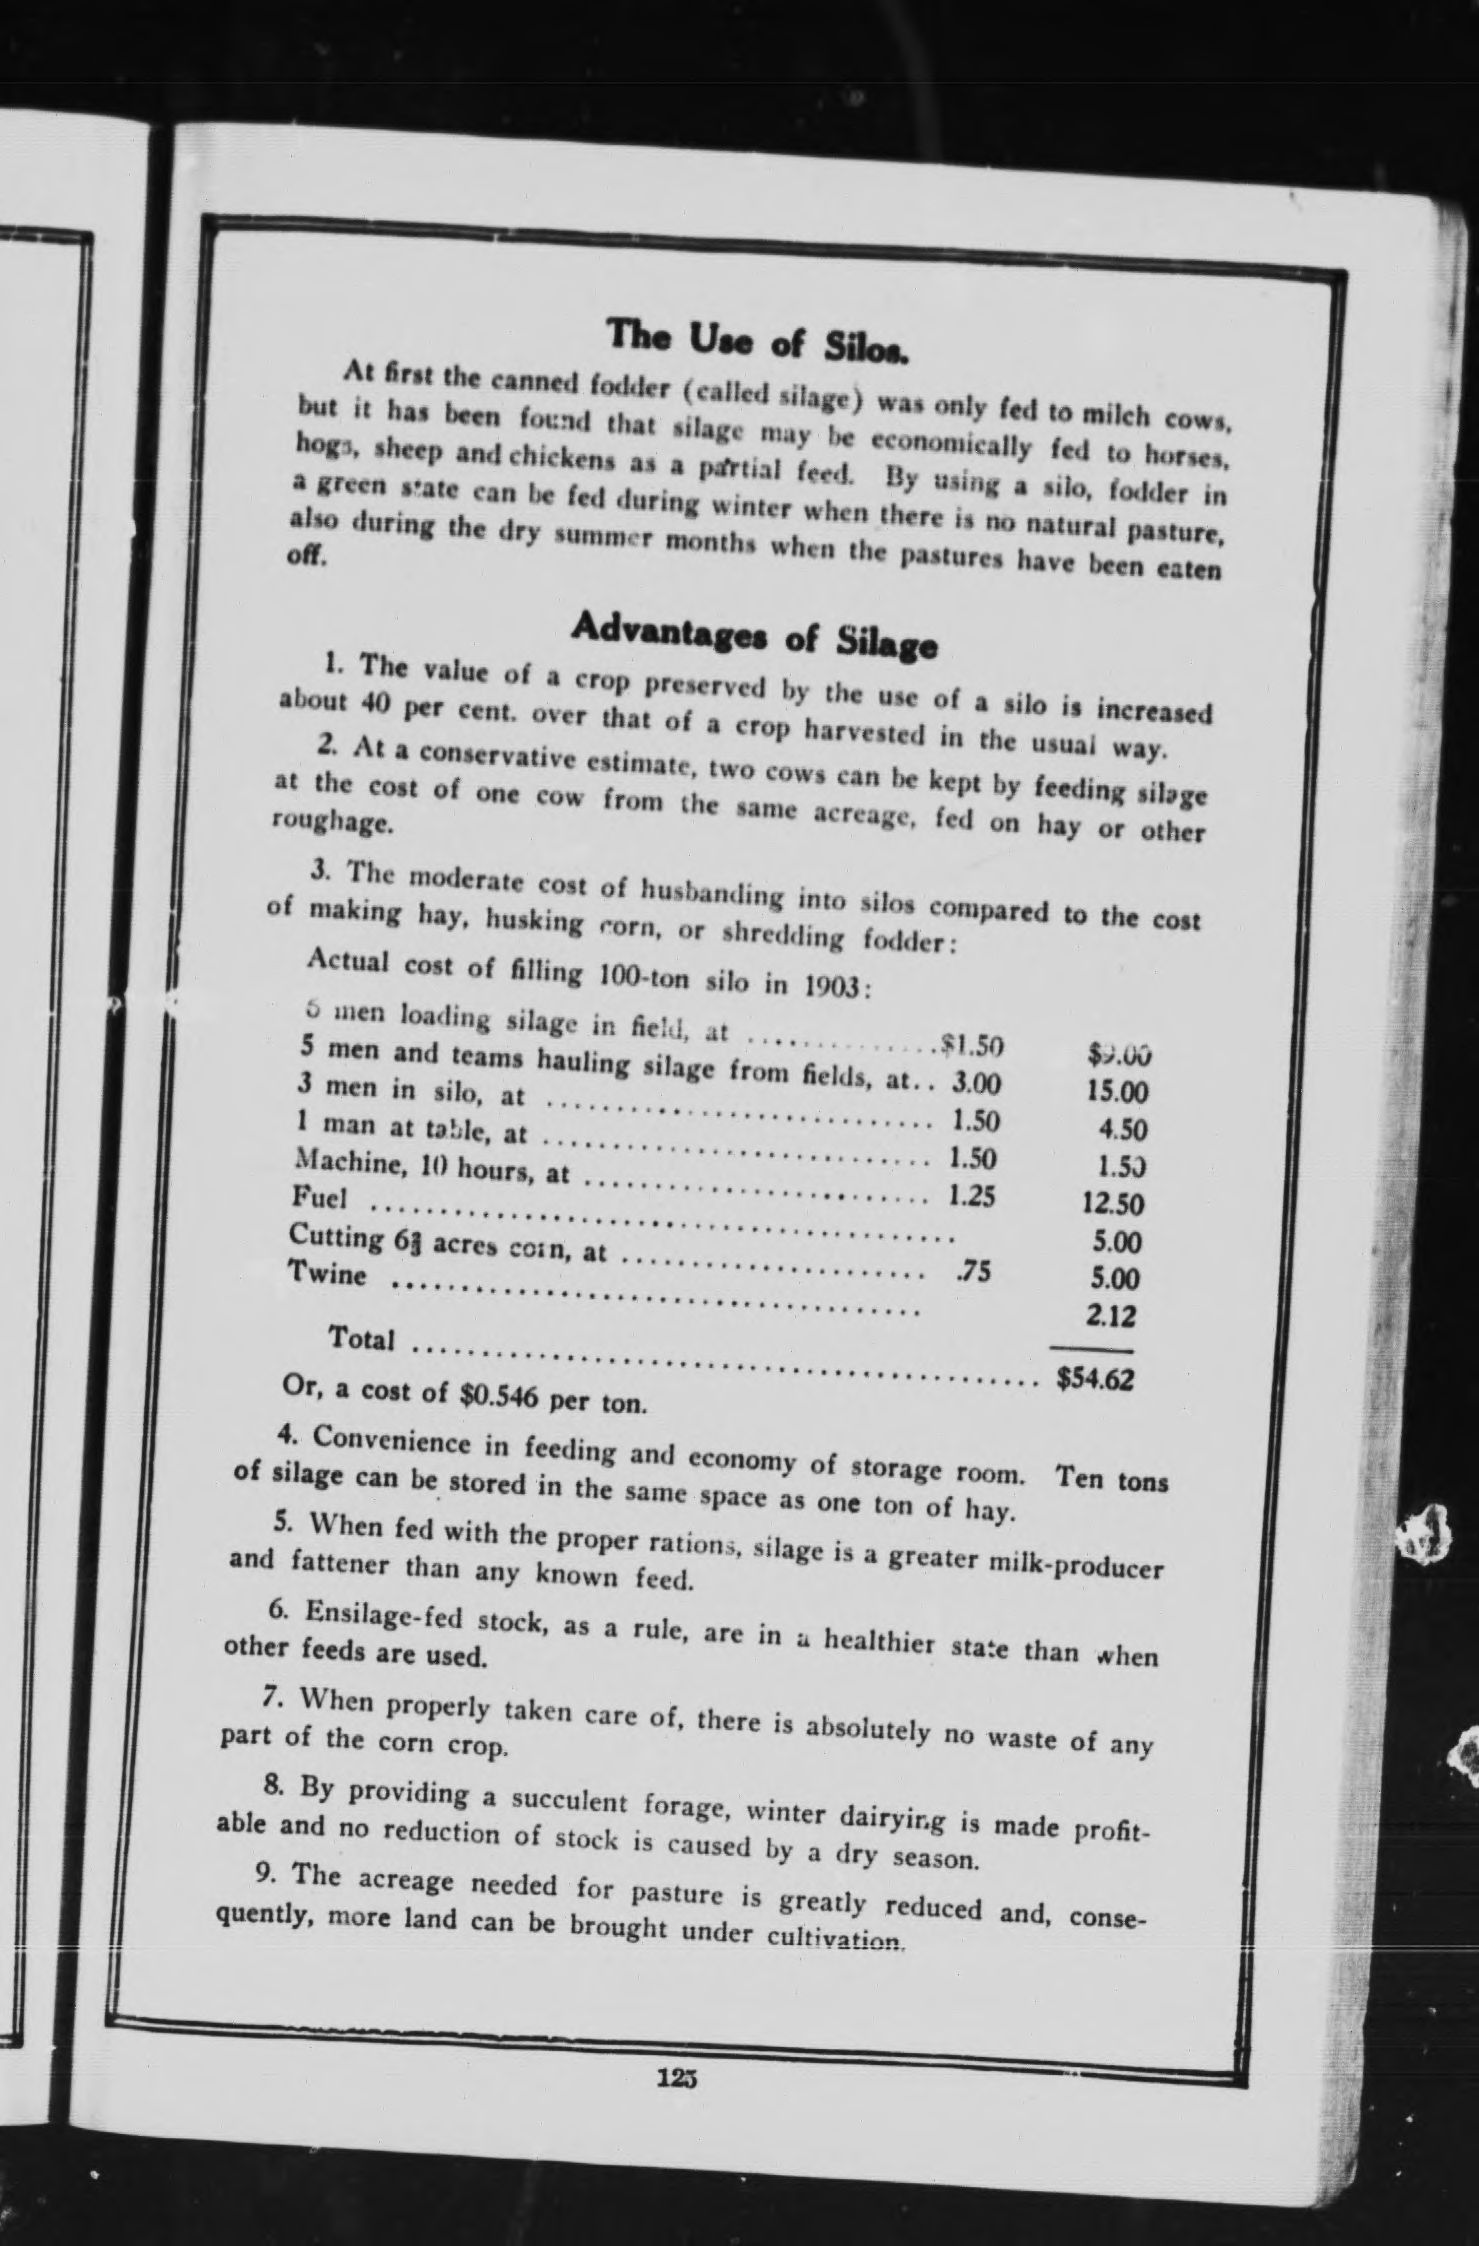 The Use of Silos.
At first the canned fodder (called silage) was only fed to milch cows,
but it has been found that silage may be economically fed to horses,
hogs, sheep and chickens as a partial feed. By using a silo, fodder in
a green state can be fed during winter when there is no natural pasture,
also during the dry summer months when the pastures have been eaten
off.
Advantages of Silage
1. The value of a crop preserved by the use of a silo is increased
about 40 per cent. over that of a crop harvested in the usual way.
2. At a conservative estimate, two cows can be kept by feeding silage
at the cost of one cow from the same acreage, fed on hay or other
roughage.
3. The moderate cost of husbanding into silos compared to the cost
of making hay, husking corn, or shredding fodder:
Actual cost of filling 100-ton silo in 1903:
6 men loading silage in field, at .............. $1.50 $9.00
5 men and teams hauling silage from fields, at.. 3.00 15.00
3 men in silo, at ............................ 1.50 4.50
1 man at table, at ............................ 1.50 1.50
Machine, 10 hours, at ......................... 1.25 12.50
Fuel .......................................... 5.00
Cutting 6⅔ acres corn, at ...................... .75 5.00
Twine ...................................... 2.12
Total ............................................. $54.62
Or, a cost of $0.546 per ton.
4. Convenience in feeding and economy of storage room. Ten tons
of silage can be stored in the same space as one ton of hay.
5. When fed with the proper rations, silage is a greater milk-producer
and fattener than any known feed.
6. Ensilage-fed stock, as a rule, are in a healthier state than when
other feeds are used.
7. When properly taken care of, there is absolutely no waste of any
part of the corn crop.
8. By providing a succulent forage, winter dairying is made profit-
able and no reduction of stock is caused by a dry season.
9. The acreage needed for pasture is greatly reduced and, conse-
quently, more land can be brought under cultivation.
125